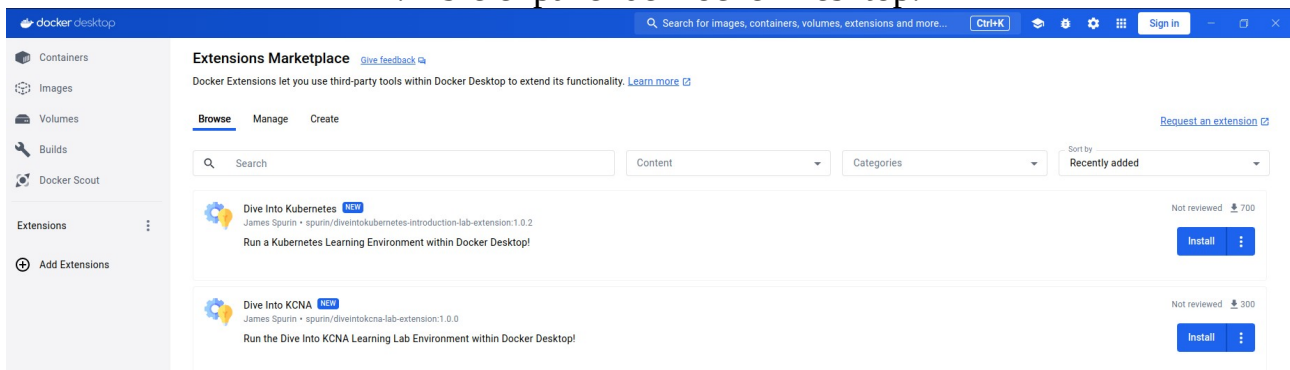 docker desktop
Search for images, containers, volumes, extensions and more...
Ctrl+K
Sign in
Containers
Images
Volumes
Builds
Docker Scout
Extensions
Add Extensions
Extensions Marketplace
Give feedback
Docker Extensions let you use third-party tools within Docker Desktop to extend its functionality. Learn more
Browse
Manage
Create
Request an extension
Search
Content
Categories
Sort by
Recently added
Dive Into Kubernetes NEW
James Spurin • spurin/diveintokubernetes-introduction-lab-extension:1.0.2
Run a Kubernetes Learning Environment within Docker Desktop!
Not reviewed 700
Install
Dive Into KCNA NEW
James Spurin • spurin/diveintokcna-lab-extension:1.0.0
Run the Dive Into KCNA Learning Lab Environment within Docker Desktop!
Not reviewed 300
Install